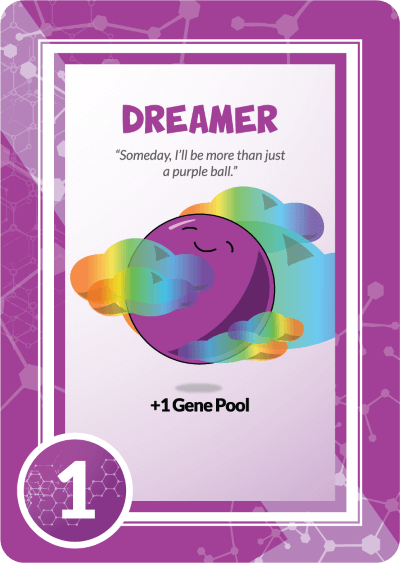 DREAMER
“Someday, I’ll be more than just
a purple ball.”
+1 Gene Pool
1